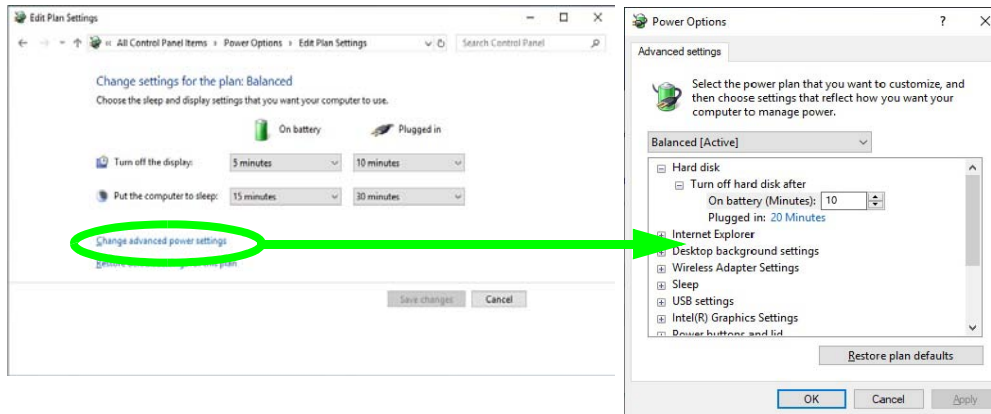 Edit Plan Settings
« All Control Panel Items › Power Options › Edit Plan Settings
Search Control Panel
Change settings for the plan: Balanced
Choose the sleep and display settings that you want your computer to use.
On battery
Plugged in
Turn off the display:
5 minutes
10 minutes
Put the computer to sleep:
15 minutes
30 minutes
Change advanced power settings
plan
Save changes
Cancel
Power Options
?
Advanced settings
Select the power plan that you want to customize, and
then choose settings that reflect how you want your
computer to manage power.
Balanced [Active]
Hard disk
Turn off hard disk after
On battery (Minutes): 10
Plugged in: 20 Minutes
Internet Explorer
Desktop background settings
Wireless Adapter Settings
Sleep
USB settings
Intel(R) Graphics Settings
Power buttons and lid
Restore plan defaults
OK
Cancel
Apply